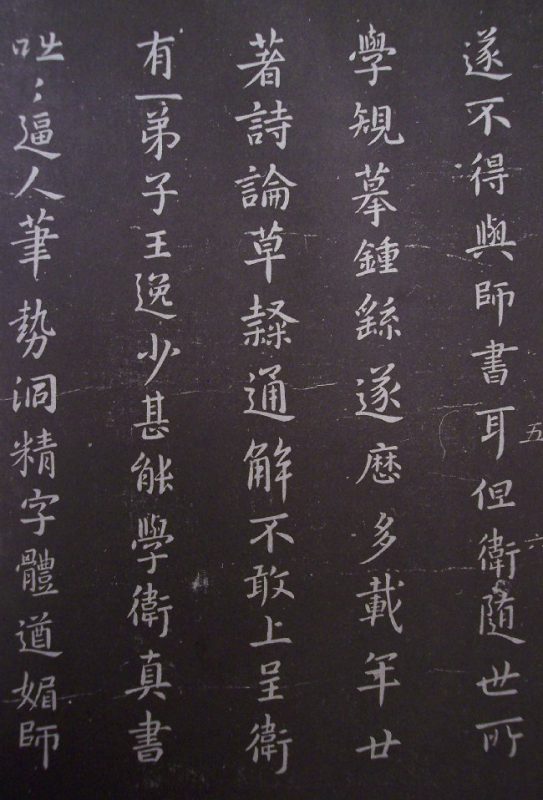 遂不得與師書耳但衛隨世所
學規摹鍾繇遂歷多載年廿
著詩論草隸通解不敢上呈衛
有一弟子王逸少甚能學衛真書
咄〻逼人筆勢洞精字體遒媚師
五
六